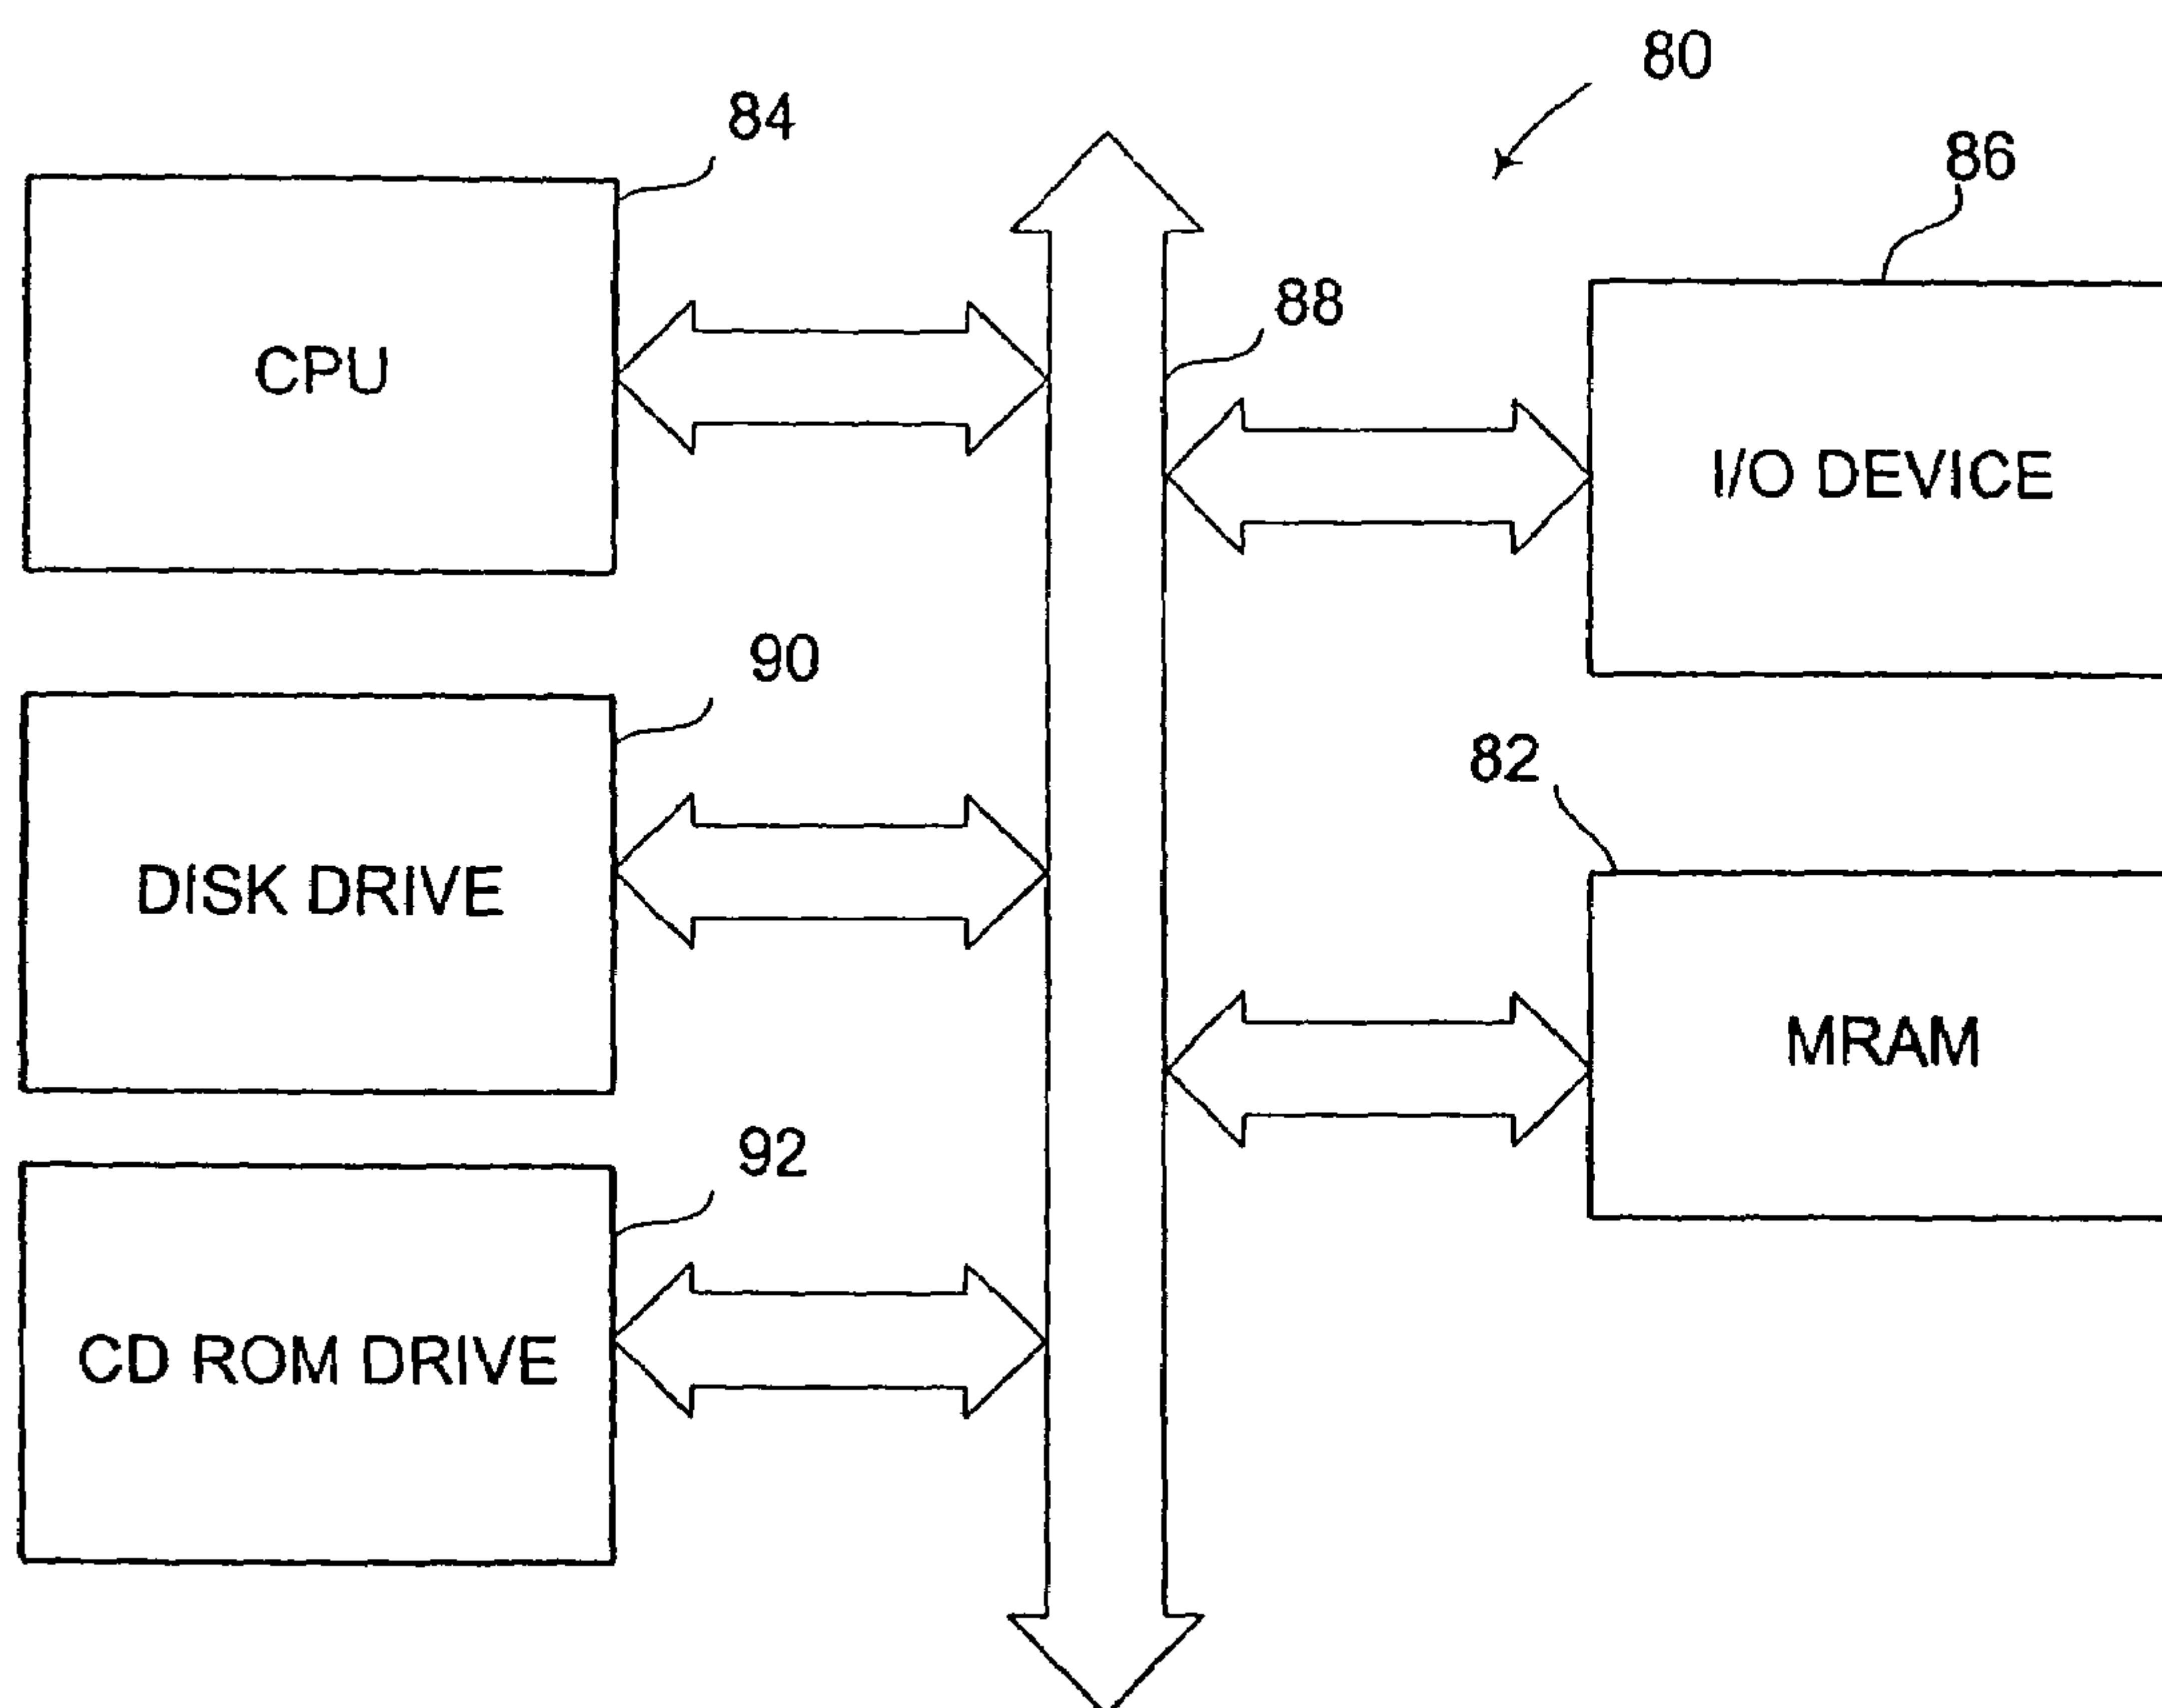 80
84
86
CPU
88
I/O DEVICE
90
82
DISK DRIVE
MRAM
92
CD ROM DRIVE